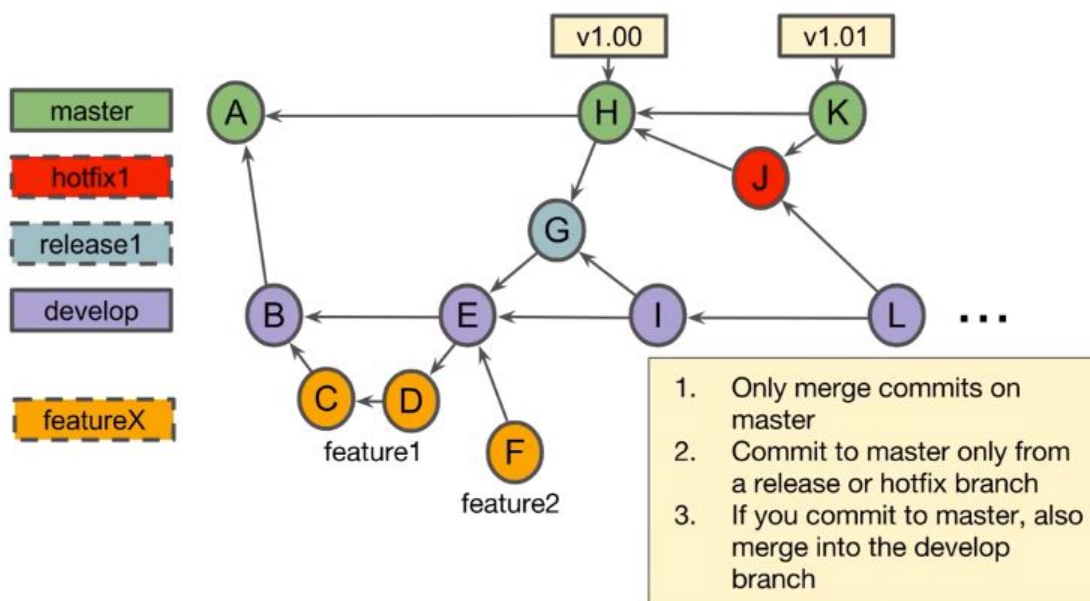 v1.00
v1.01
master
A
H
K
hotfix1
J
release1
G
develop
B
E
I
L
...
featureX
C
D
feature1
F
feature2
1. Only merge commits on
master
2. Commit to master only from
a release or hotfix branch
3. If you commit to master, also
merge into the develop
branch